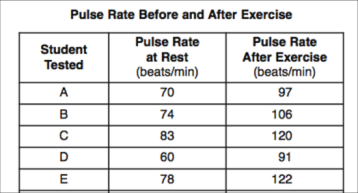 Pulse Rate Before and After Exercise
Student Tested | Pulse Rate at Rest (beats/min) | Pulse Rate After Exercise (beats/min)
A 70 97
B 74 106
C 83 120
D 60 91
E 78 122